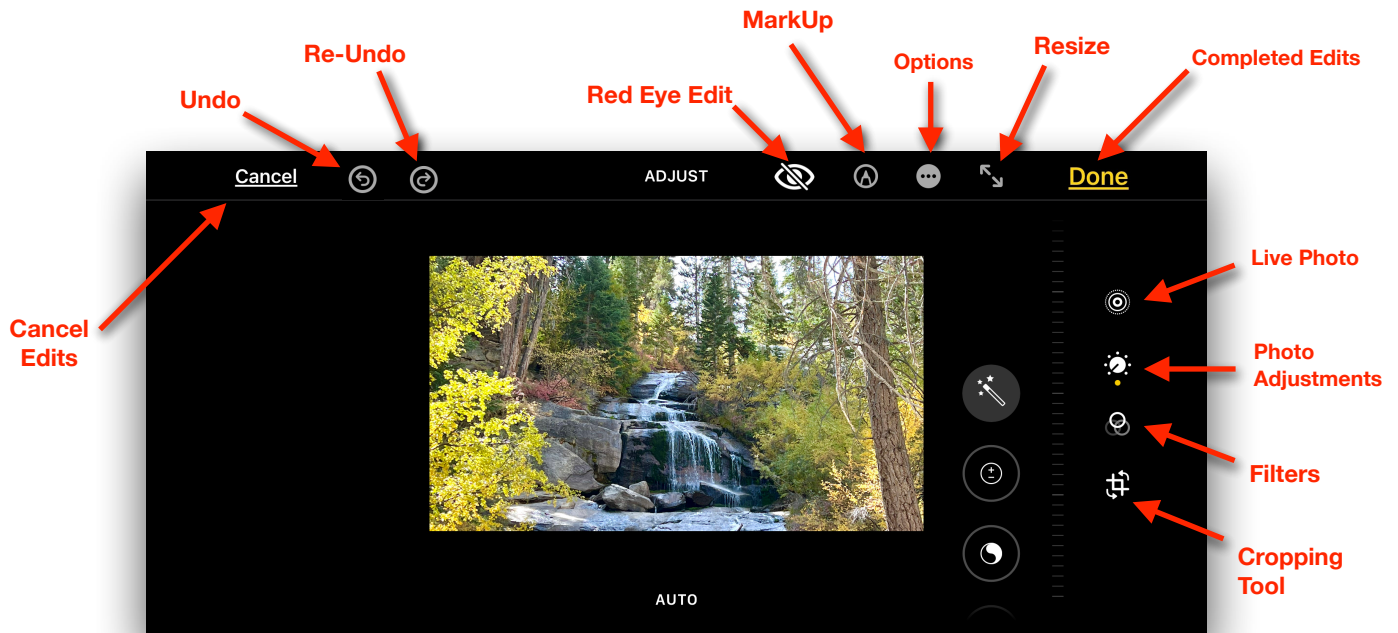 MarkUp
Re-Undo
Resize
Options
Completed Edits
Undo
Red Eye Edit
Cancel
ADJUST
Done
Live Photo
Cancel
Edits
Photo
Adjustments
Filters
Cropping
Tool
AUTO